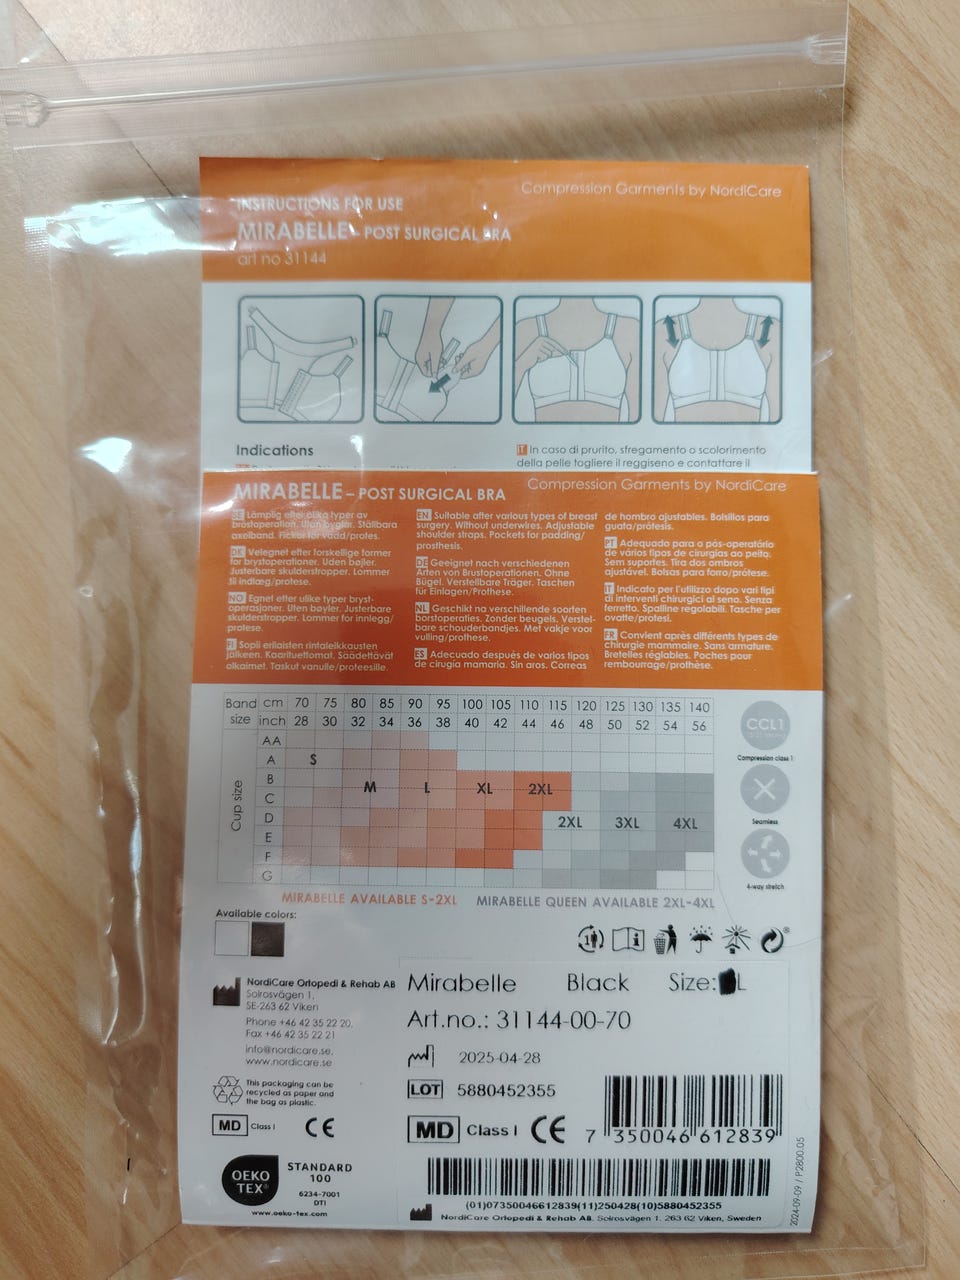 Compression Garments by NordiCare
INSTRUCTIONS FOR USE
MIRABELLE - POST SURGICAL BRA
art no 31144
Indications
IT In caso di prurito, sfregamento o scolorimento
della pelle togliere il reggiseno e contattare il
MIRABELLE – POST SURGICAL BRA
Compression Garments by NordiCare
SE Lämplig efter olika typer av
bröstoperation. Utan byglar. Ställbara
axelband. Fickor för vadd/protes.
DK Velegnet efter forskellige former
for brystoperationer. Uden bøjler.
Justerbare skulderstropper. Lommer
til indlæg/protese.
NO Egnet efter ulike typer bryst-
operasjoner. Uten bøyler. Justerbare
skulderstropper. Lommer for innlegg/
protese.
FI Sopii erilaisten rintaleikkausten
jälkeen. Kaarituettomat. Säädettävät
olkaimet. Taskut vanulle/proteesille.
EN Suitable after various types of breast
surgery. Without underwires. Adjustable
shoulder straps. Pockets for padding/
prosthesis.
DE Geeignet nach verschiedenen
Arten von Brustoperationen. Ohne
Bügel. Verstellbare Träger. Taschen
für Einlagen/Prothese.
NL Geschikt na verschillende soorten
borstoperaties. Zonder beugels. Verstel-
bare schouderbandjes. Met vakje voor
vulling/prothese.
ES Adecuado después de varios tipos
de cirugia mamaria. Sin aros. Correas
de hombro ajustables. Bolsillos para
guata/prótesis.
PT Adequado para o pós-operatório
de vários tipos de cirurgias ao peito.
Sem suportes. Tira dos ombros
ajustável. Bolsas para forro/prótese.
IT Indicato per l'utilizzo dopo vari tipi
di interventi chirurgici al seno. Senza
ferretto. Spalline regolabili. Tasche per
ovatte/protesi.
FR Convient après différents types de
chirurgie mammaire. Sans armature.
Bretelles réglables. Poches pour
rembourrage/prothèse.
Band size cm 70 75 80 85 90 95 100 105 110 115 120 125 130 135 140
inch 28 30 32 34 36 38 40 42 44 46 48 50 52 54 56
Cup size
AA
A
B
C
D
E
F
G
S
M L XL 2XL
2XL 3XL 4XL
CCL1
Compression class 1
Seamless
4-way stretch
MIRABELLE AVAILABLE S-2XL
MIRABELLE QUEEN AVAILABLE 2XL-4XL
Available colors:
NordiCare Ortopedi & Rehab AB
Solrosvägen 1,
SE-263 62 Viken
Phone +46 42 35 22 20,
Fax +46 42 35 22 21
info@nordicare.se,
www.nordicare.se
This packaging can be
recycled as paper and
the bag as plastic.
MD Class I CE
OEKO
TEX®
STANDARD
100
6234-7001
DTI
www.oeko-tex.com
Mirabelle Black Size: L
Art.no.: 31144-00-70
2025-04-28
LOT 5880452355
MD Class I CE
7 350046 612839
(01)07350046612839(11)250428(10)5880452355
NordiCare Ortopedi & Rehab AB, Solrosvägen 1, 263 62 Viken, Sweden
2024-09-09 / P2800.05